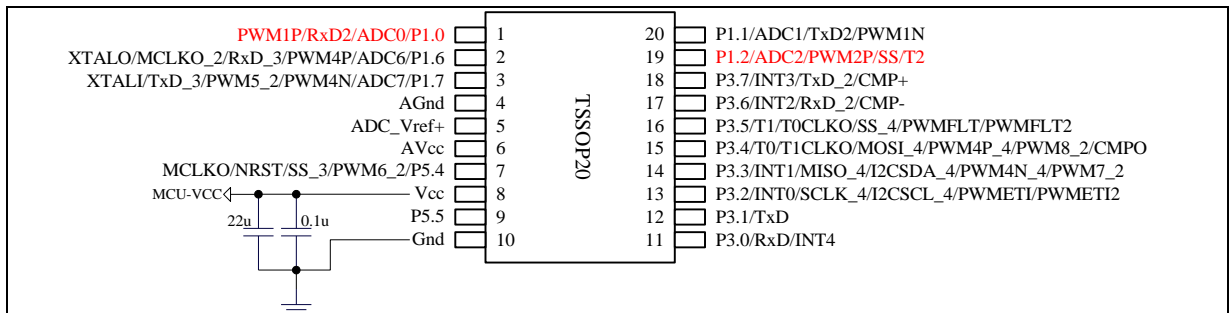 PWM1P/RxD2/ADC0/P1.0 1 20 P1.1/ADC1/TxD2/PWM1N
XTALO/MCLKO_2/RxD_3/PWM4P/ADC6/P1.6 2 19 P1.2/ADC2/PWM2P/SS/T2
XTALI/TxD_3/PWM5_2/PWM4N/ADC7/P1.7 3 18 P3.7/INT3/TxD_2/CMP+
AGnd 4 17 P3.6/INT2/RxD_2/CMP-
ADC_Vref+ 5 16 P3.5/T1/T0CLKO/SS_4/PWMFLT/PWMFLT2
AVcc 6 15 P3.4/T0/T1CLKO/MOSI_4/PWM4P_4/PWM8_2/CMPO
MCLKO/NRST/SS_3/PWM6_2/P5.4 7 14 P3.3/INT1/MISO_4/I2CSDA_4/PWM4N_4/PWM7_2
MCU-VCC Vcc 8 13 P3.2/INT0/SCLK_4/I2CSCL_4/PWMETI/PWMETI2
22u 0.1u P5.5 9 12 P3.1/TxD
Gnd 10 11 P3.0/RxD/INT4
TSSOP20